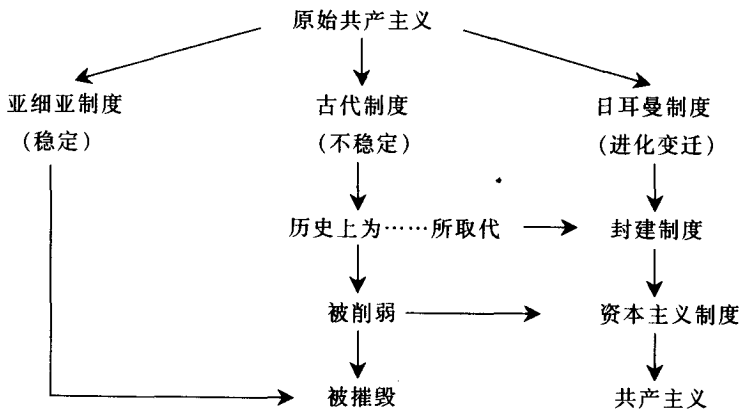 原始共产主义
亚细亚制度 古代制度 日耳曼制度
(稳定) (不稳定) (进化变迁)
历史上为……所取代 封建制度
被削弱 资本主义制度
被摧毁 共产主义